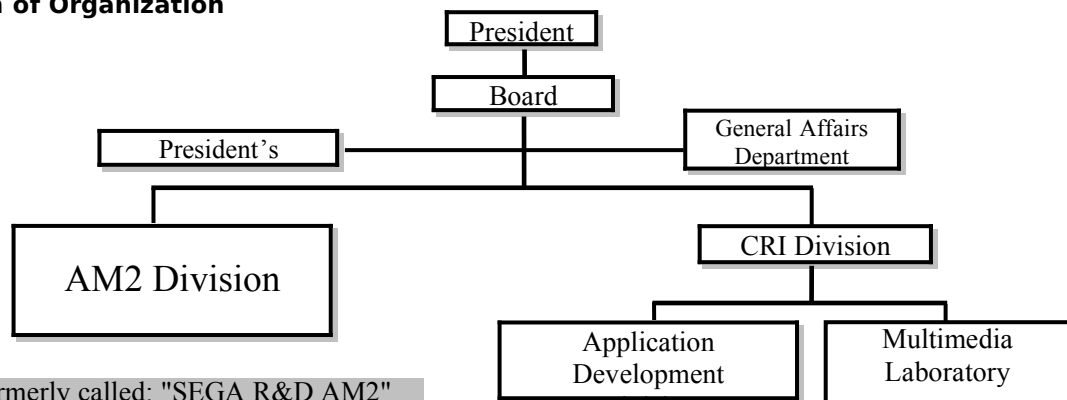 of Organization
President
Board
General Affairs
Department
President's
AM2 Division
CRI Division
Application
Development
Multimedia
Laboratory
called: "SEGA R&D AM2"